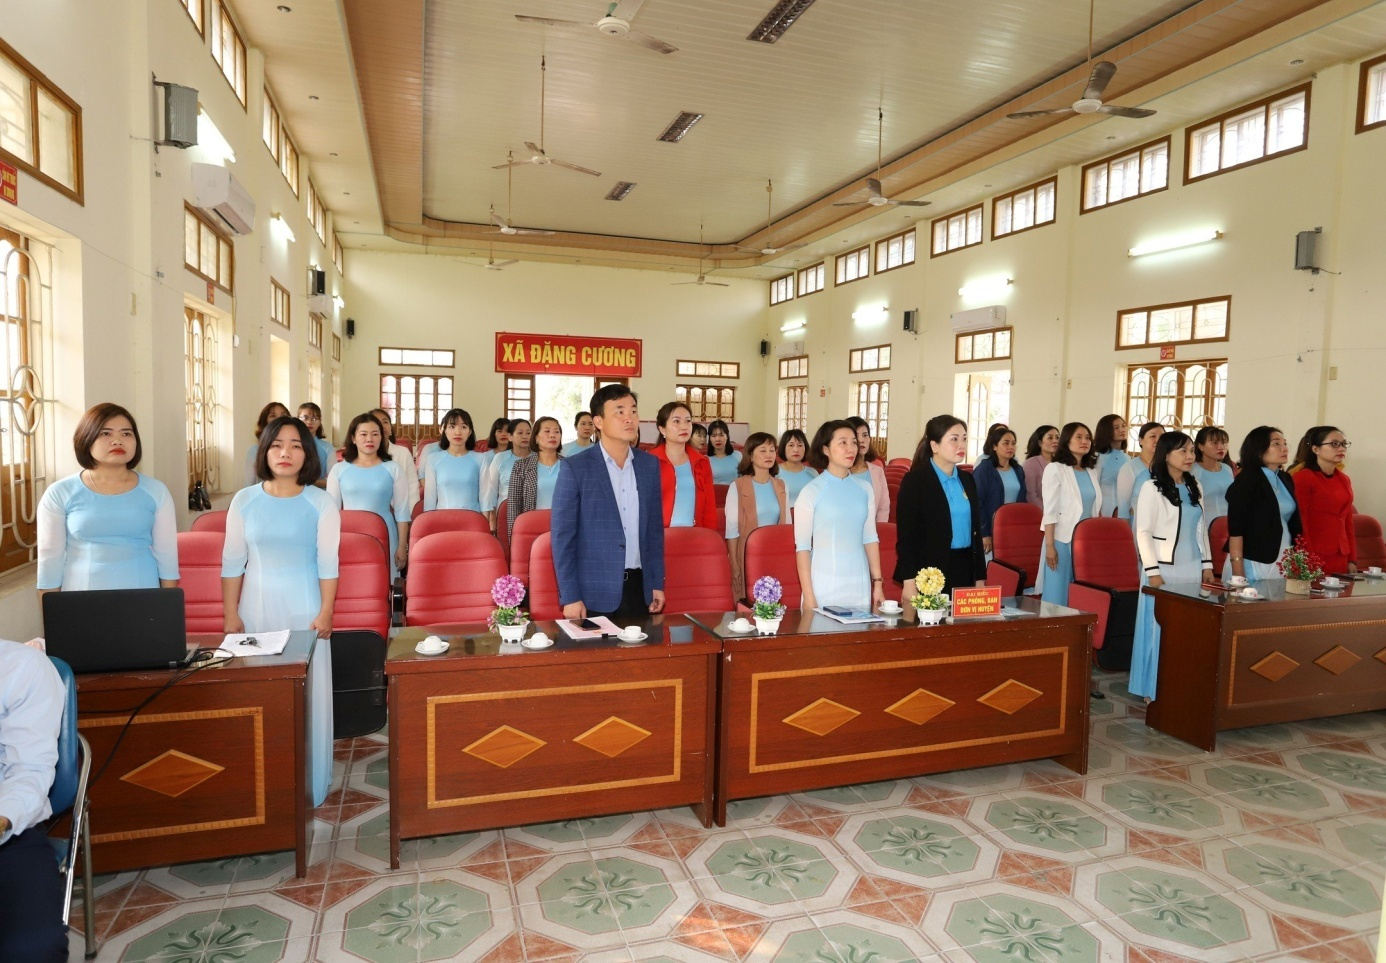 XÃ ĐẶNG CƯƠNG
ĐẠI BIỂU
CÁC PHÒNG, BAN
ĐƠN VỊ HUYỆN